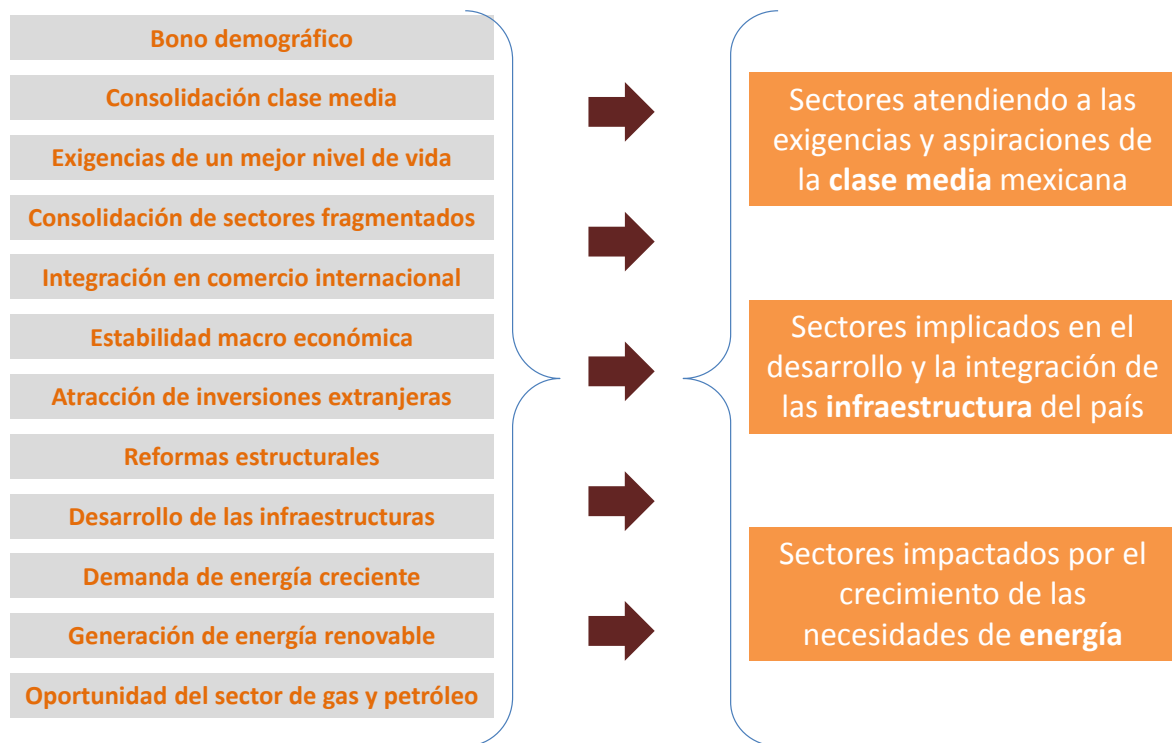 Bono demográfico
Consolidación clase media
Exigencias de un mejor nivel de vida
Consolidación de sectores fragmentados
Integración en comercio internacional
Estabilidad macro económica
Atracción de inversiones extranjeras
Reformas estructurales
Desarrollo de las infraestructuras
Demanda de energía creciente
Generación de energía renovable
Oportunidad del sector de gas y petróleo
Sectores atendiendo a las
exigencias y aspiraciones de
la clase media mexicana
Sectores implicados en el
desarrollo y la integración de
las infraestructura del país
Sectores impactados por el
crecimiento de las
necesidades de energía